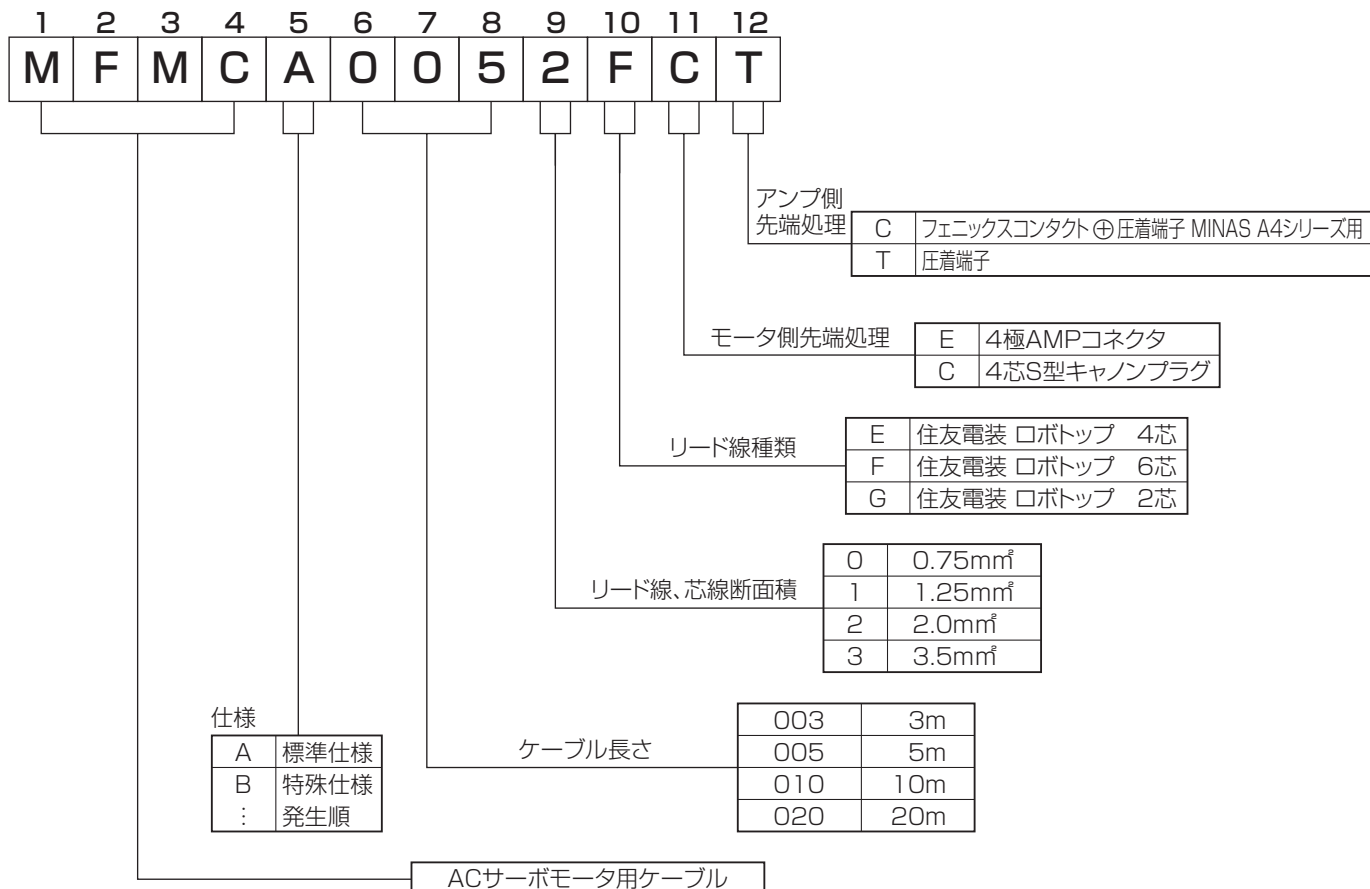 1 2 3 4 5 6 7 8 9 10 11 12
M F M C A 0 0 5 2 F C T
アンプ側
先端処理
C フェニックスコンタクト⊕圧着端子 MINAS A4シリーズ用
T 圧着端子
モータ側先端処理
E 4極AMPコネクタ
C 4芯S型キャノンプラグ
リード線種類
E 住友電装 ロボトップ 4芯
F 住友電装 ロボトップ 6芯
G 住友電装 ロボトップ 2芯
リード線、芯線断面積
0 0.75m㎡
1 1.25m㎡
2 2.0m㎡
3 3.5m㎡
仕様
A 標準仕様
B 特殊仕様
⋮ 発生順
ケーブル長さ
003 3m
005 5m
010 10m
020 20m
ACサーボモータ用ケーブル